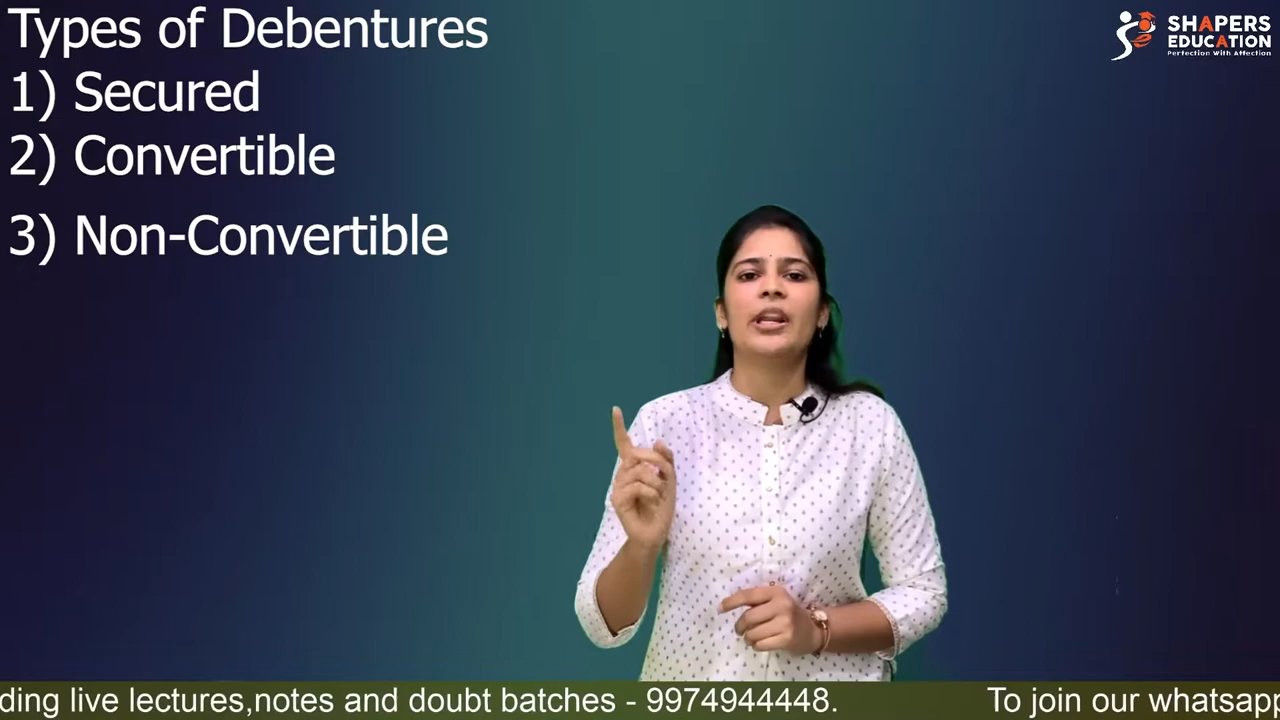 Types of Debentures
1) Secured
2) Convertible
3) Non-Convertible
SHAPERS
EDUCATION
Perfection With Affection
ding live lectures,notes and doubt batches - 9974944448. To join our whatsapp